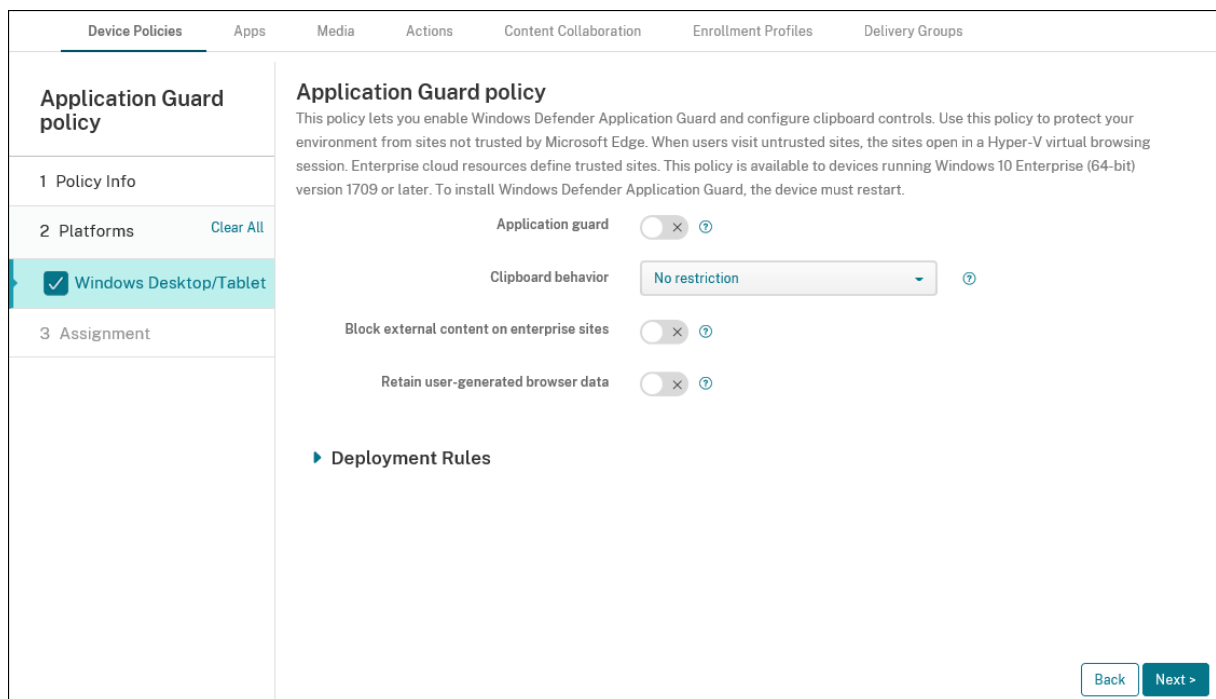 Device Policies Apps Media Actions Content Collaboration Enrollment Profiles Delivery Groups
Application Guard
policy
1 Policy Info
2 Platforms Clear All
Windows Desktop/Tablet
3 Assignment
Application Guard policy
This policy lets you enable Windows Defender Application Guard and configure clipboard controls. Use this policy to protect your
environment from sites not trusted by Microsoft Edge. When users visit untrusted sites, the sites open in a Hyper-V virtual browsing
session. Enterprise cloud resources define trusted sites. This policy is available to devices running Windows 10 Enterprise (64-bit)
version 1709 or later. To install Windows Defender Application Guard, the device must restart.
Application guard
Clipboard behavior No restriction
Block external content on enterprise sites
Retain user-generated browser data
Deployment Rules
Back Next >